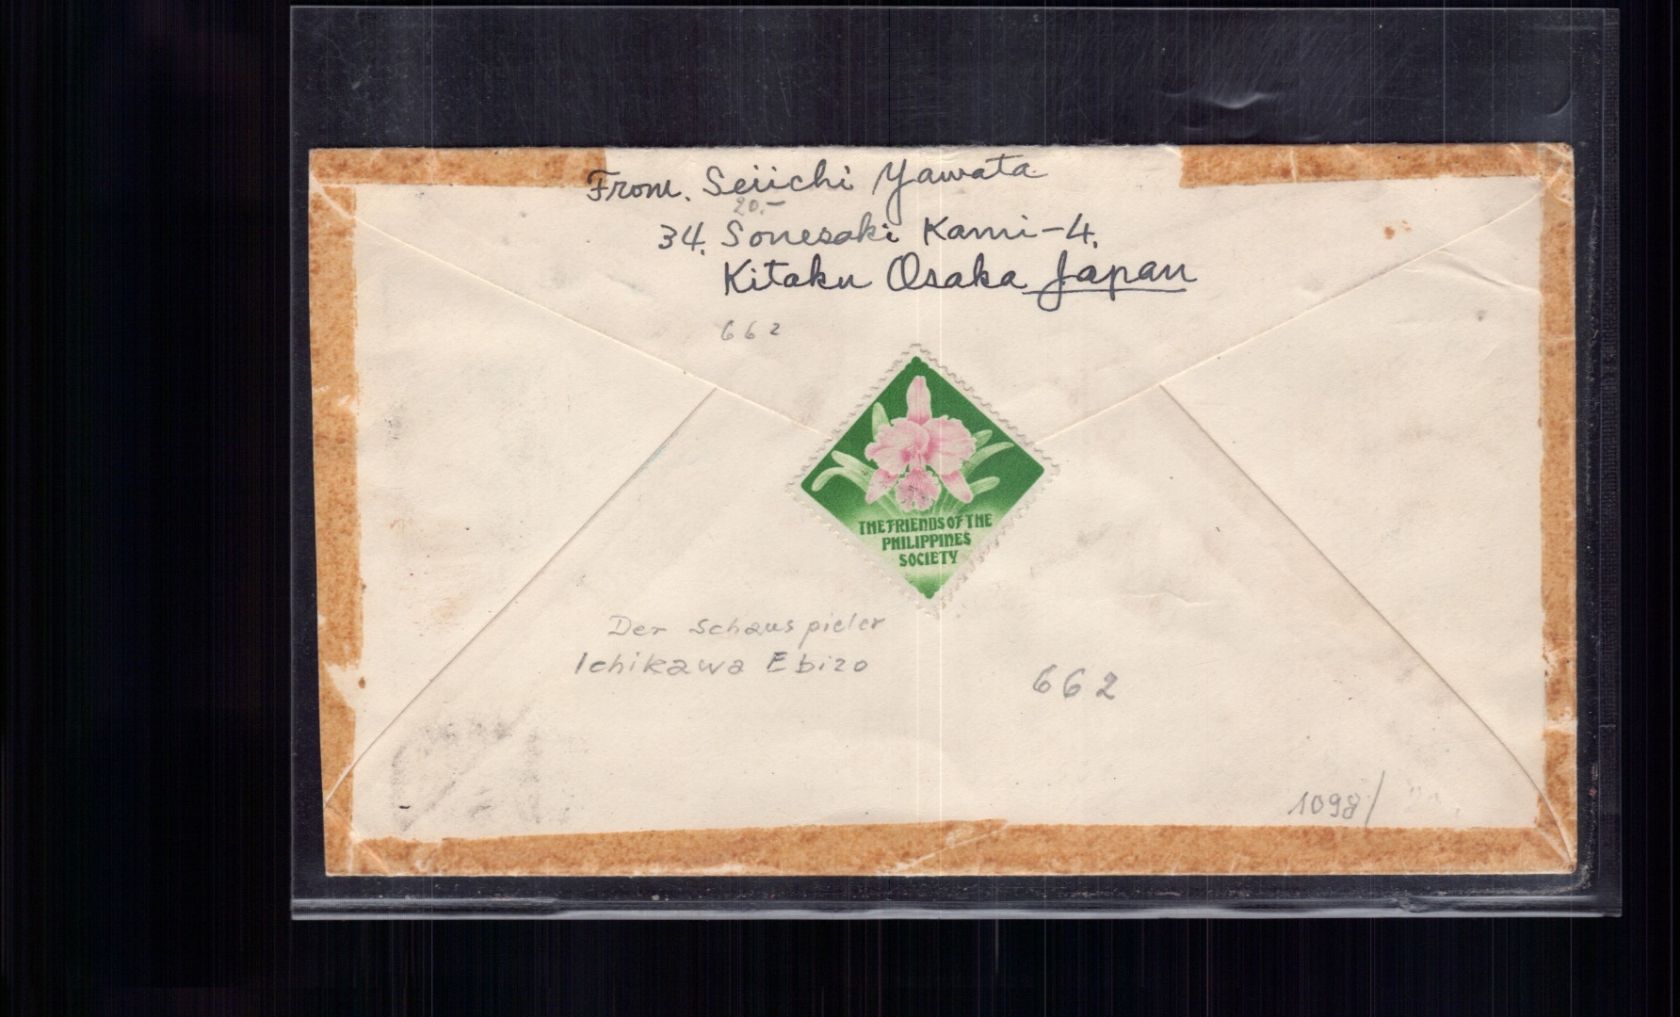 From. Seiichi Yawata
20.-
34. Sonesaki Kami-4.
Kitaku Osaka Japan
662
THE FRIENDS OF THE
PHILIPPINES
SOCIETY
Der Schauspieler
Ichikawa Ebizo
662
1098/